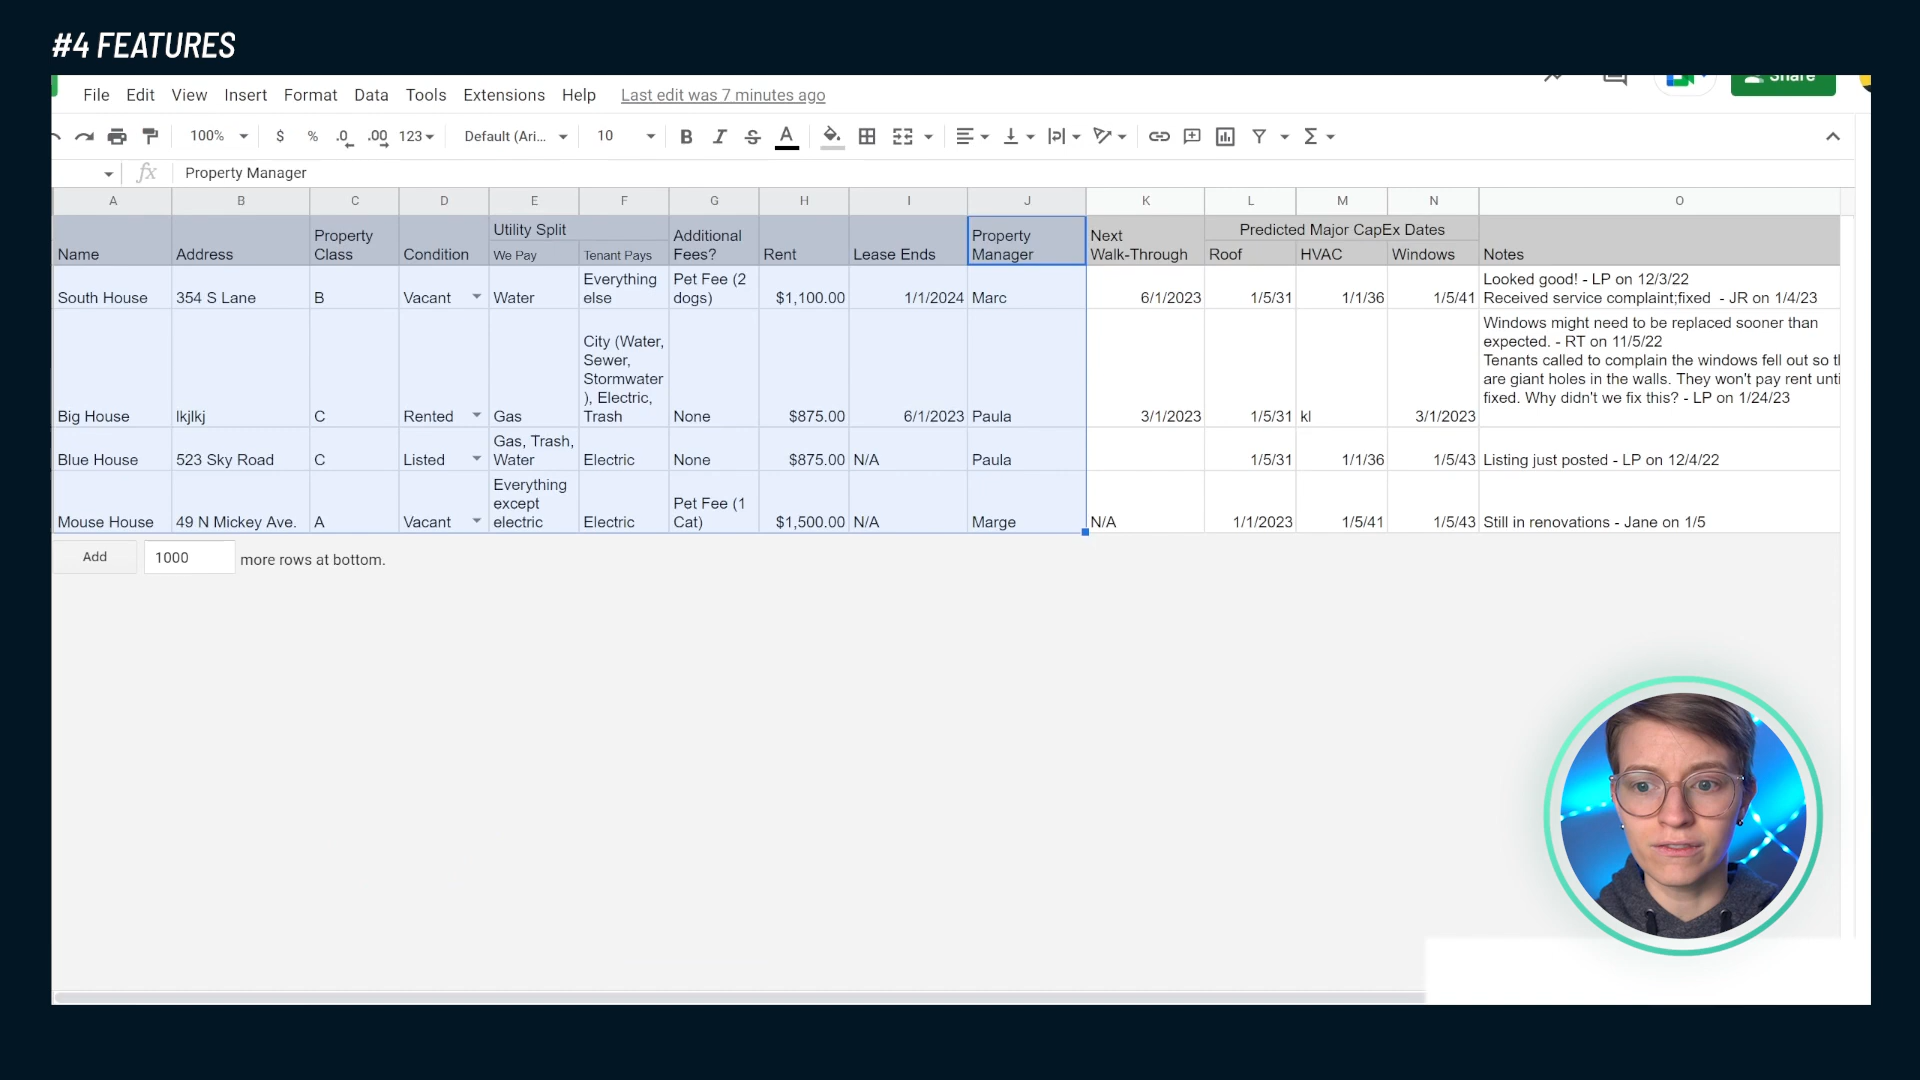 #4 FEATURES
Share
File Edit View Insert Format Data Tools Extensions Help Last edit was 7 minutes ago
100% $ % .0 .00 123 Default (Ari... 10 B I S A Σ
fx Property Manager
A B C D E F G H I J K L M N O
Name Address Property Class Condition Utility Split We Pay Tenant Pays Additional Fees? Rent Lease Ends Property Manager Next Walk-Through Predicted Major CapEx Dates Roof HVAC Windows Notes
South House 354 S Lane B Vacant Water Everything else Pet Fee (2 dogs) $1,100.00 1/1/2024 Marc 6/1/2023 1/5/31 1/1/36 1/5/41 Looked good! - LP on 12/3/22
Received service complaint;fixed - JR on 1/4/23
Big House lkjlkj C Rented Gas City (Water, Sewer, Stormwater ), Electric, Trash None $875.00 6/1/2023 Paula 3/1/2023 1/5/31 kl 3/1/2023 Windows might need to be replaced sooner than
expected. - RT on 11/5/22
Tenants called to complain the windows fell out so
are giant holes in the walls. They won't pay rent
fixed. Why didn't we fix this? - LP on 1/24/23
Blue House 523 Sky Road C Listed Gas, Trash, Water Electric None $875.00 N/A Paula 1/5/31 1/1/36 1/5/43 Listing just posted - LP on 12/4/22
Mouse House 49 N Mickey Ave. A Vacant Everything except electric Electric Pet Fee (1 Cat) $1,500.00 N/A Marge N/A 1/1/2023 1/5/41 1/5/43 Still in renovations - Jane on 1/5
Add 1000 more rows at bottom.